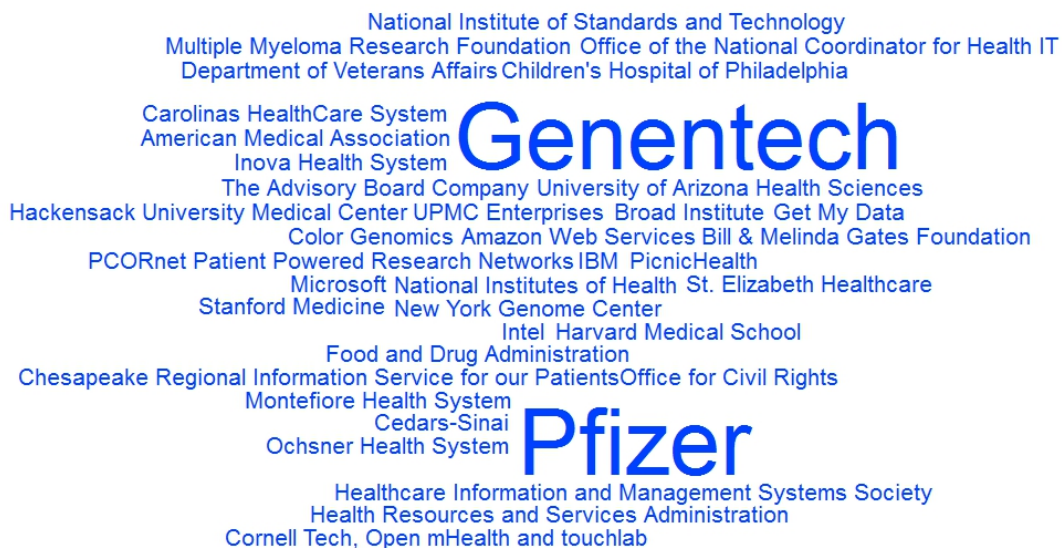 National Institute of Standards and Technology
Multiple Myeloma Research Foundation Office of the National Coordinator for Health IT
Department of Veterans Affairs Children's Hospital of Philadelphia
Carolinas HealthCare System
American Medical Association
Inova Health System
Genentech
The Advisory Board Company University of Arizona Health Sciences
Hackensack University Medical Center UPMC Enterprises Broad Institute Get My Data
Color Genomics Amazon Web Services Bill & Melinda Gates Foundation
PCORnet Patient Powered Research Networks IBM PicnicHealth
Microsoft National Institutes of Health St. Elizabeth Healthcare
Stanford Medicine New York Genome Center
Intel Harvard Medical School
Food and Drug Administration
Chesapeake Regional Information Service for our Patients Office for Civil Rights
Montefiore Health System
Cedars-Sinai
Ochsner Health System
Pfizer
Healthcare Information and Management Systems Society
Health Resources and Services Administration
Cornell Tech, Open mHealth and touchlab